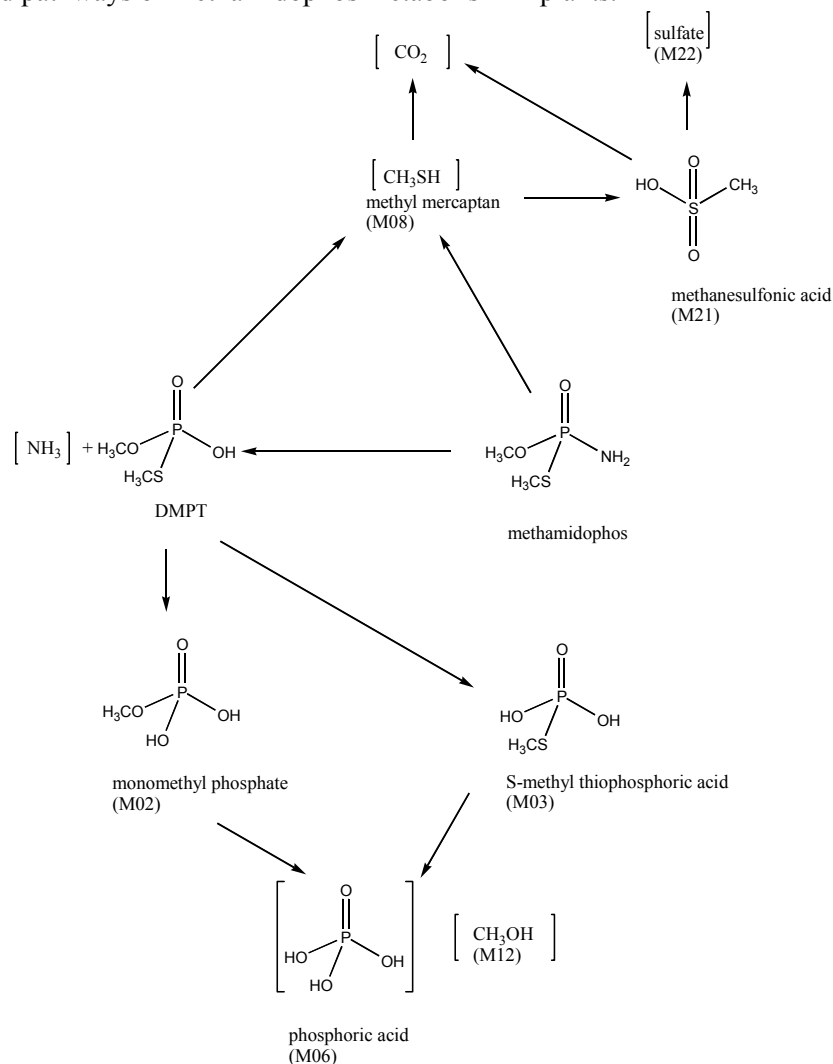 d pathways of methamidophos metabolism in plants.
[sulfate]
(M22)
[ CO₂ ]
[ CH₃SH ]
methyl mercaptan
(M08)
O
HO
S
CH₃
O
methanesulfonic acid
(M21)
O
P
[ NH₃ ] + H₃CO
OH
H₃CS
DMPT
O
P
H₃CO
NH₂
H₃CS
methamidophos
O
P
H₃CO
OH
HO
monomethyl phosphate
(M02)
O
P
HO
OH
H₃CS
S-methyl thiophosphoric acid
(M03)
O
P
HO
OH
HO
[ CH₃OH ]
(M12)
phosphoric acid
(M06)